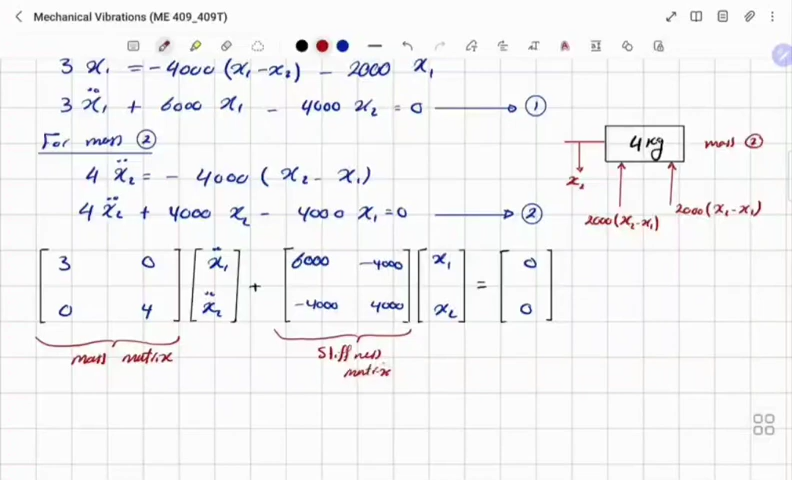 Mechanical Vibrations (ME 409_409T)
3 ẍ₁ = -4000 (x₁-x₂) - 2000 x₁
3 ẍ₁ + 6000 x₁ - 4000 x₂ = 0 ①
For mass ②
4 ẍ₂ = - 4000 ( x₂ - x₁)
4 ẍ₂ + 4000 x₂ - 4000 x₁ = 0 ②
4 kg mass ②
x₂
2000(x₂-x₁) 2000(x₂-x₁)
[3 0] [ẍ₁] + [6000 -4000] [x₁] = [0]
[0 4] [ẍ₂] [-4000 4000] [x₂] [0]
mass matrix
Stiffness
matrix